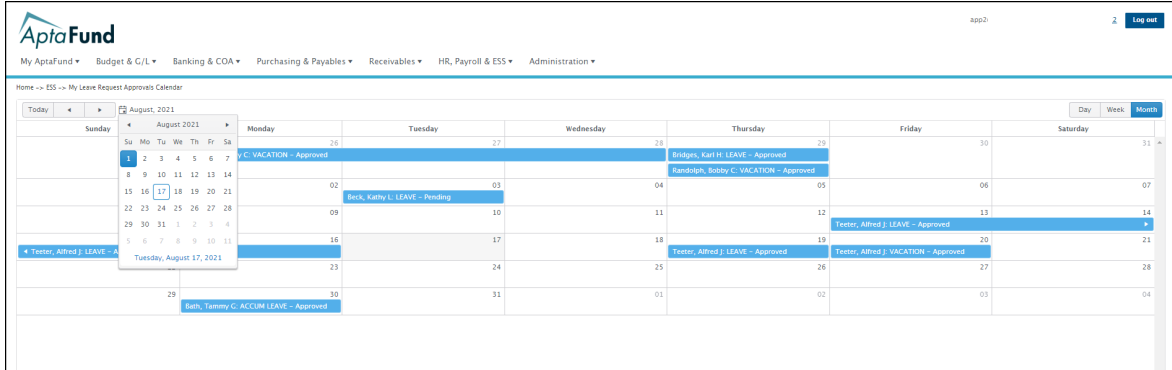 AptaFund
app2
2
Log out
My AptaFund Budget & G/L Banking & COA Purchasing & Payables Receivables HR, Payroll & ESS Administration
Home -> ESS -> My Leave Request Approvals Calendar
Today August, 2021 Day Week Month
Sunday Monday Tuesday Wednesday Thursday Friday Saturday
August 2021
Su Mo Tu We Th Fr Sa
1 2 3 4 5 6 7
8 9 10 11 12 13 14
15 16 17 18 19 20 21
22 23 24 25 26 27 28
29 30 31 1 2 3 4
5 6 7 8 9 10 11
Tuesday, August 17, 2021
26 27 28 29 30 31
y C: VACATION – Approved
Bridges, Karl H: LEAVE – Approved
Randolph, Bobby C: VACATION – Approved
02 03 04 05 06 07
Beck, Kathy L: LEAVE – Pending
09 10 11 12 13 14
Teeter, Alfred J: LEAVE – Approved
16 17 18 19 20 21
Teeter, Alfred J: LEAVE – A
Teeter, Alfred J: LEAVE – Approved
Teeter, Alfred J: VACATION – Approved
23 24 25 26 27 28
29 30 31 01 02 03 04
Bath, Tammy G: ACCUM LEAVE – Approved